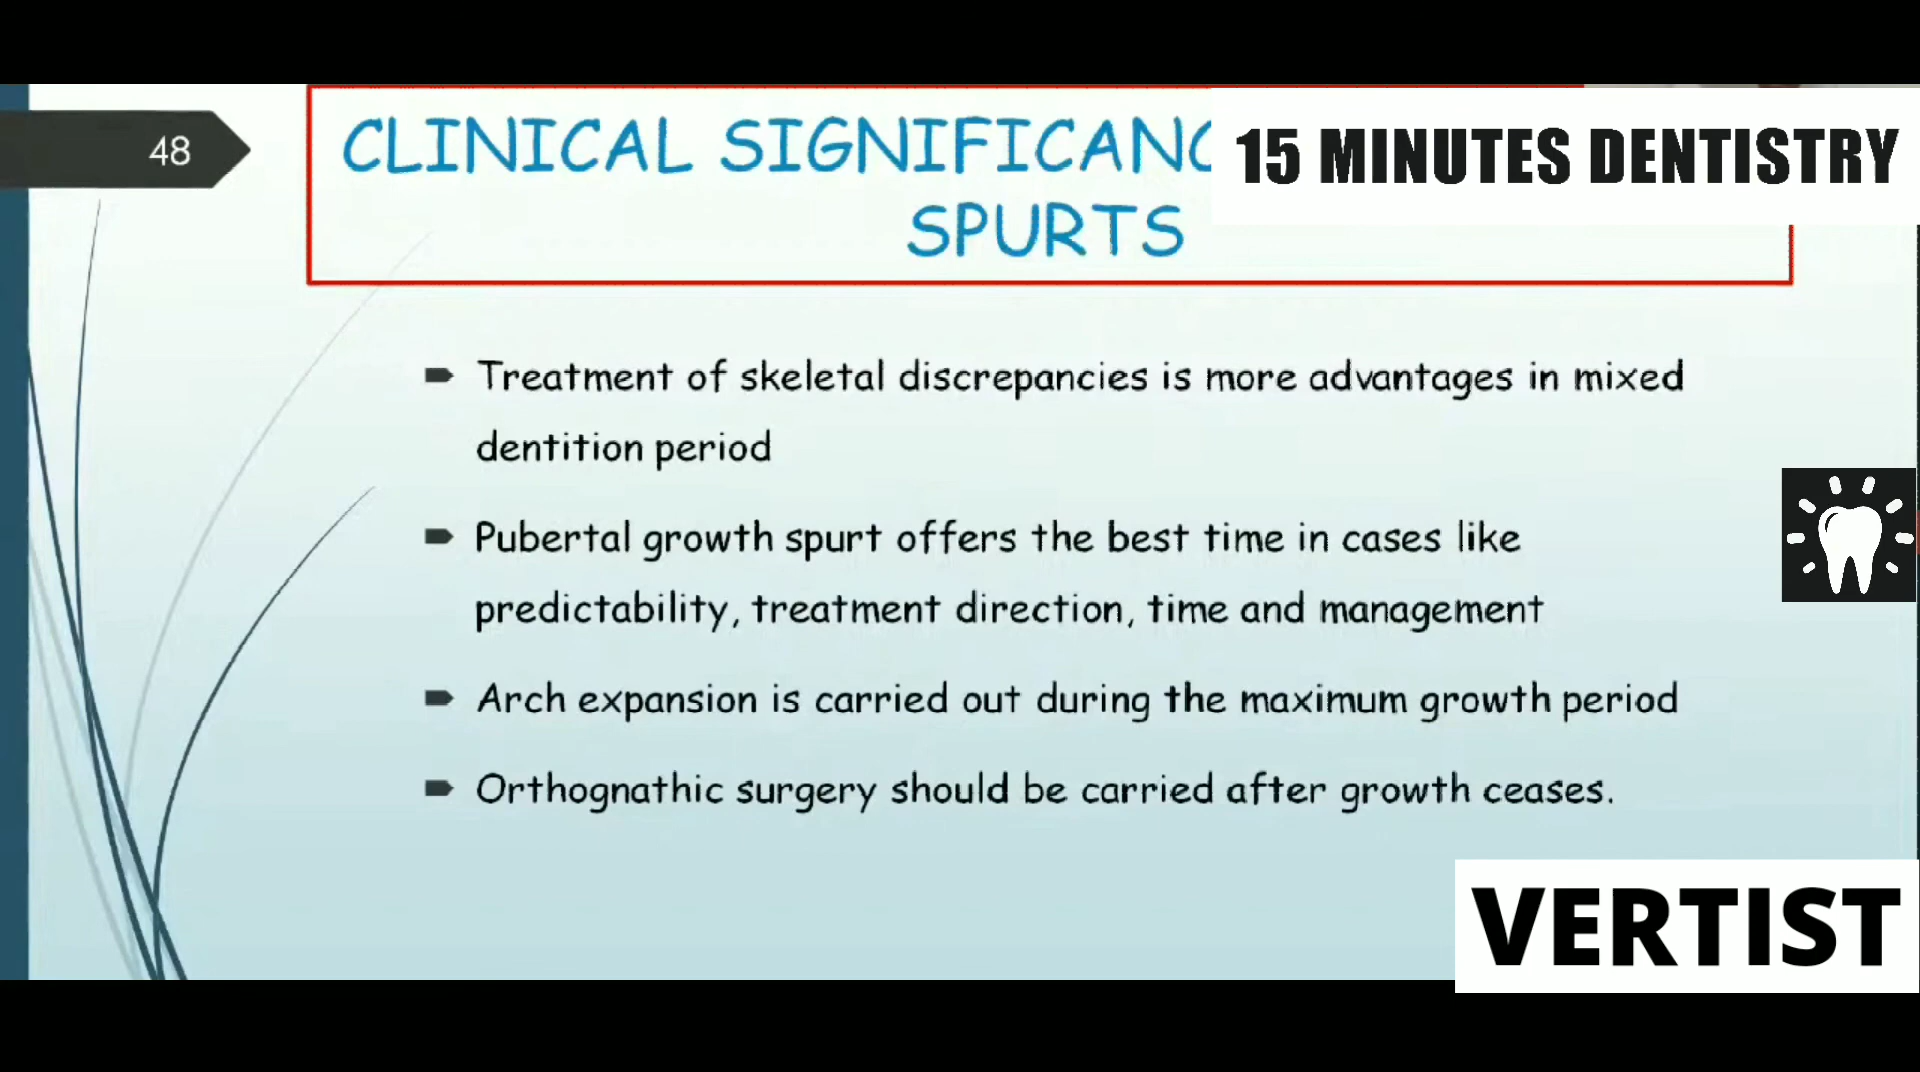 48
CLINICAL SIGNIFICANC
15 MINUTES DENTISTRY
SPURTS
Treatment of skeletal discrepancies is more advantages in mixed
dentition period
Pubertal growth spurt offers the best time in cases like
predictability, treatment direction, time and management
Arch expansion is carried out during the maximum growth period
Orthognathic surgery should be carried after growth ceases.
VERTIST